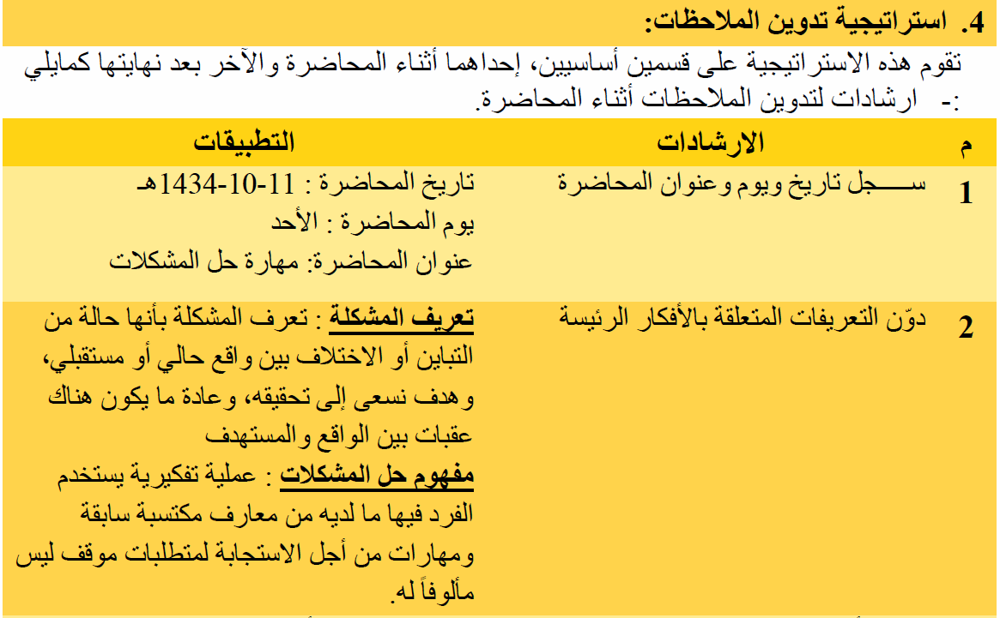 4. استراتيجية تدوين الملاحظات:
تقوم هذه الاستراتيجية على قسمين أساسيين، إحداهما أثناء المحاضرة والآخر بعد نهايتها كمايلي
:- ارشادات لتدوين الملاحظات أثناء المحاضرة.
م الارشادات التطبيقات
1 ســـجل تاريخ ويوم وعنوان المحاضرة تاريخ المحاضرة : 11-10-1434هـ
يوم المحاضرة : الأحد
عنوان المحاضرة: مهارة حل المشكلات
2 دوّن التعريفات المتعلقة بالأفكار الرئيسة تعريف المشكلة : تعرف المشكلة بأنها حالة من
التباين أو الاختلاف بين واقع حالي أو مستقبلي،
وهدف نسعى إلى تحقيقه، وعادة ما يكون هناك
عقبات بين الواقع والمستهدف
مفهوم حل المشكلات : عملية تفكيرية يستخدم
الفرد فيها ما لديه من معارف مكتسبة سابقة
ومهارات من أجل الاستجابة لمتطلبات موقف ليس
مألوفاً له.